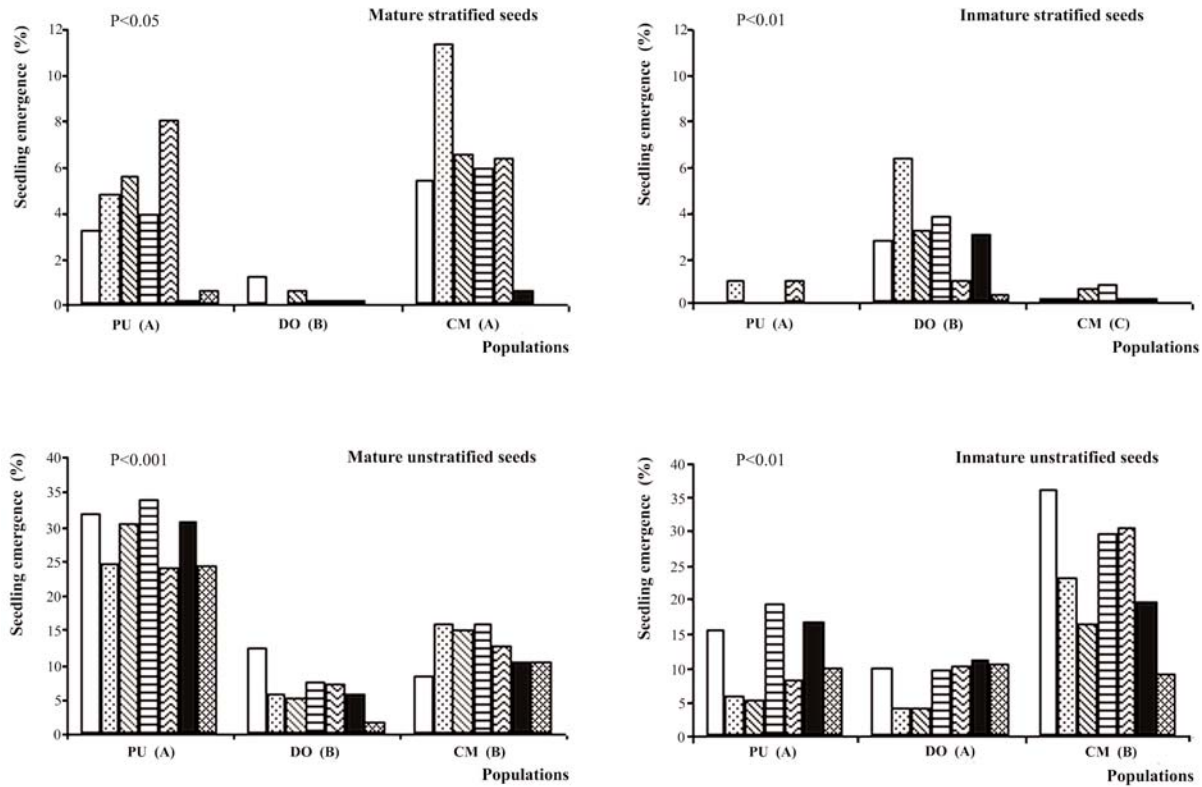 P<0.05
Mature stratified seeds
Seedling emergence (%)
12
10
8
6
4
2
0
PU (A)
DO (B)
CM (A)
Populations
P<0.01
Inmature stratified seeds
Seedling emergence (%)
12
10
8
6
4
2
0
PU (A)
DO (B)
CM (C)
Populations
P<0.001
Mature unstratified seeds
Seedling emergence (%)
40
35
30
25
20
15
10
5
0
PU (A)
DO (B)
CM (B)
Populations
P<0.01
Inmature unstratified seeds
Seedling emergence (%)
40
35
30
25
20
15
10
5
0
PU (A)
DO (A)
CM (B)
Populations